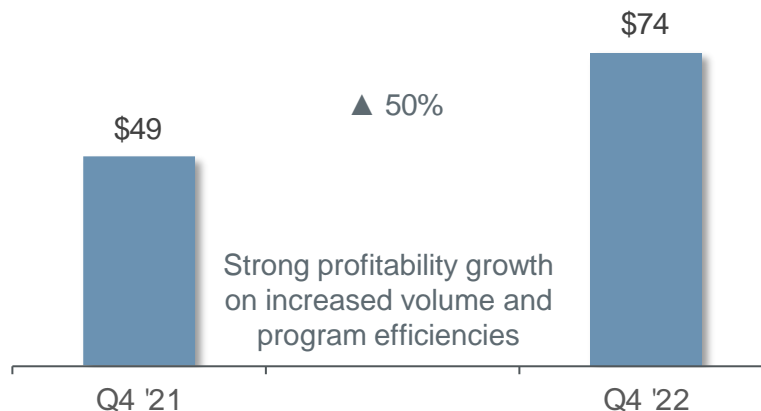 $74
▲ 50%
$49
Strong profitability growth
on increased volume and
program efficiencies
Q4 '21
Q4 '22